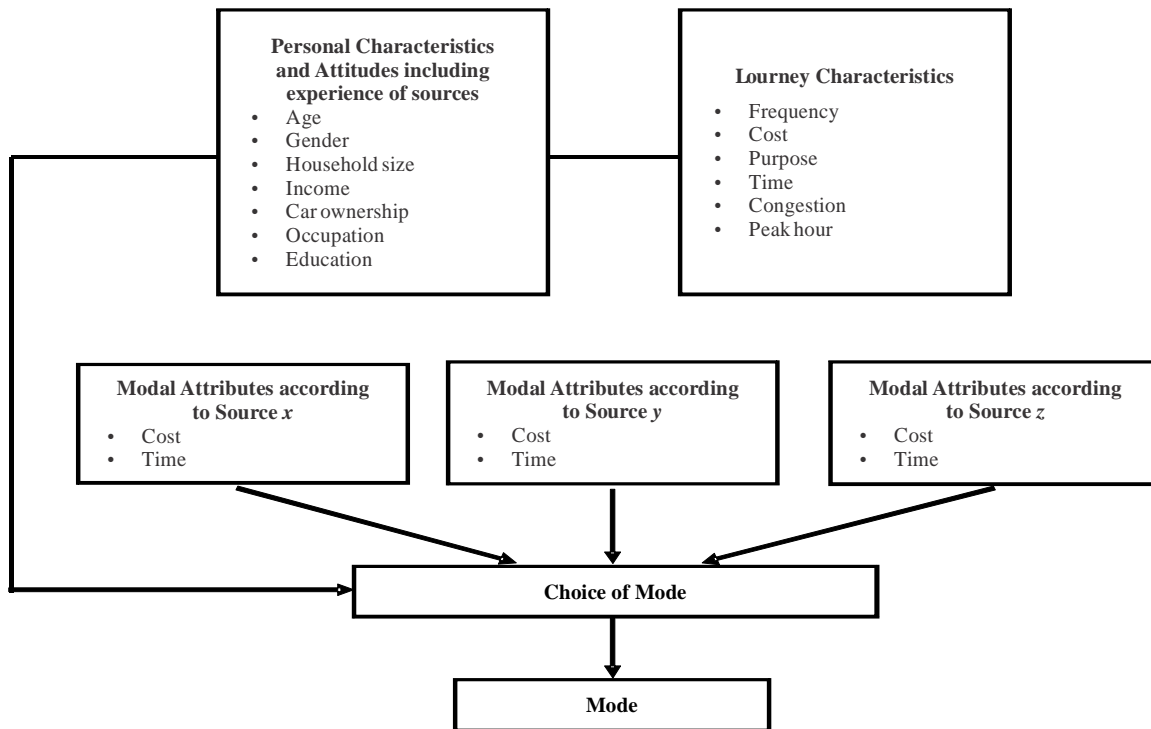 Personal Characteristics
and Attitudes including
experience of sources
• Age
• Gender
• Household size
• Income
• Car ownership
• Occupation
• Education
Lourney Characteristics
• Frequency
• Cost
• Purpose
• Time
• Congestion
• Peak hour
Modal Attributes according
to Source x
• Cost
• Time
Modal Attributes according
to Source y
• Cost
• Time
Modal Attributes according
to Source z
• Cost
• Time
Choice of Mode
Mode